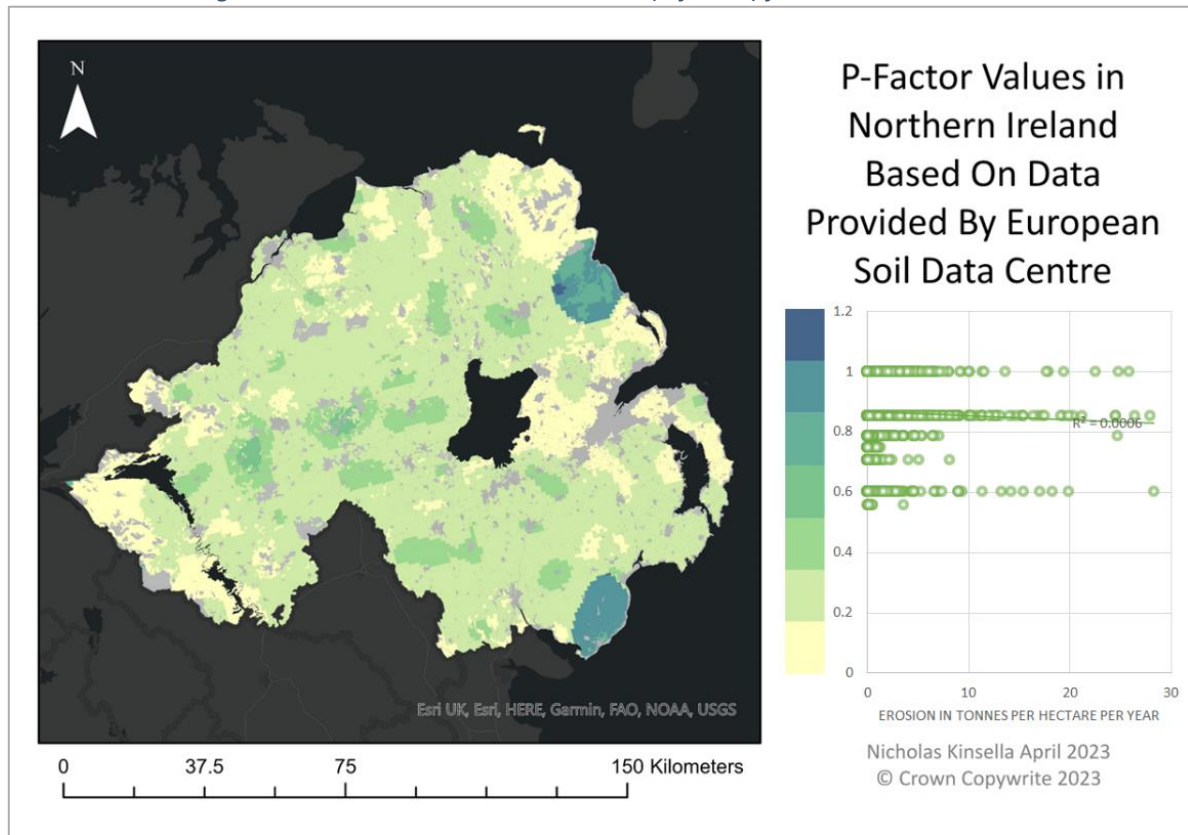 N
Esri UK, Esri, HERE, Garmin, FAO, NOAA, USGS
0 37.5 75 150 Kilometers
P-Factor Values in
Northern Ireland
Based On Data
Provided By European
Soil Data Centre
1.2
1
0.8
0.6
0.4
0.2
0
R² = 0.0006
0 10 20 30
EROSION IN TONNES PER HECTARE PER YEAR
Nicholas Kinsella April 2023
© Crown Copywrite 2023